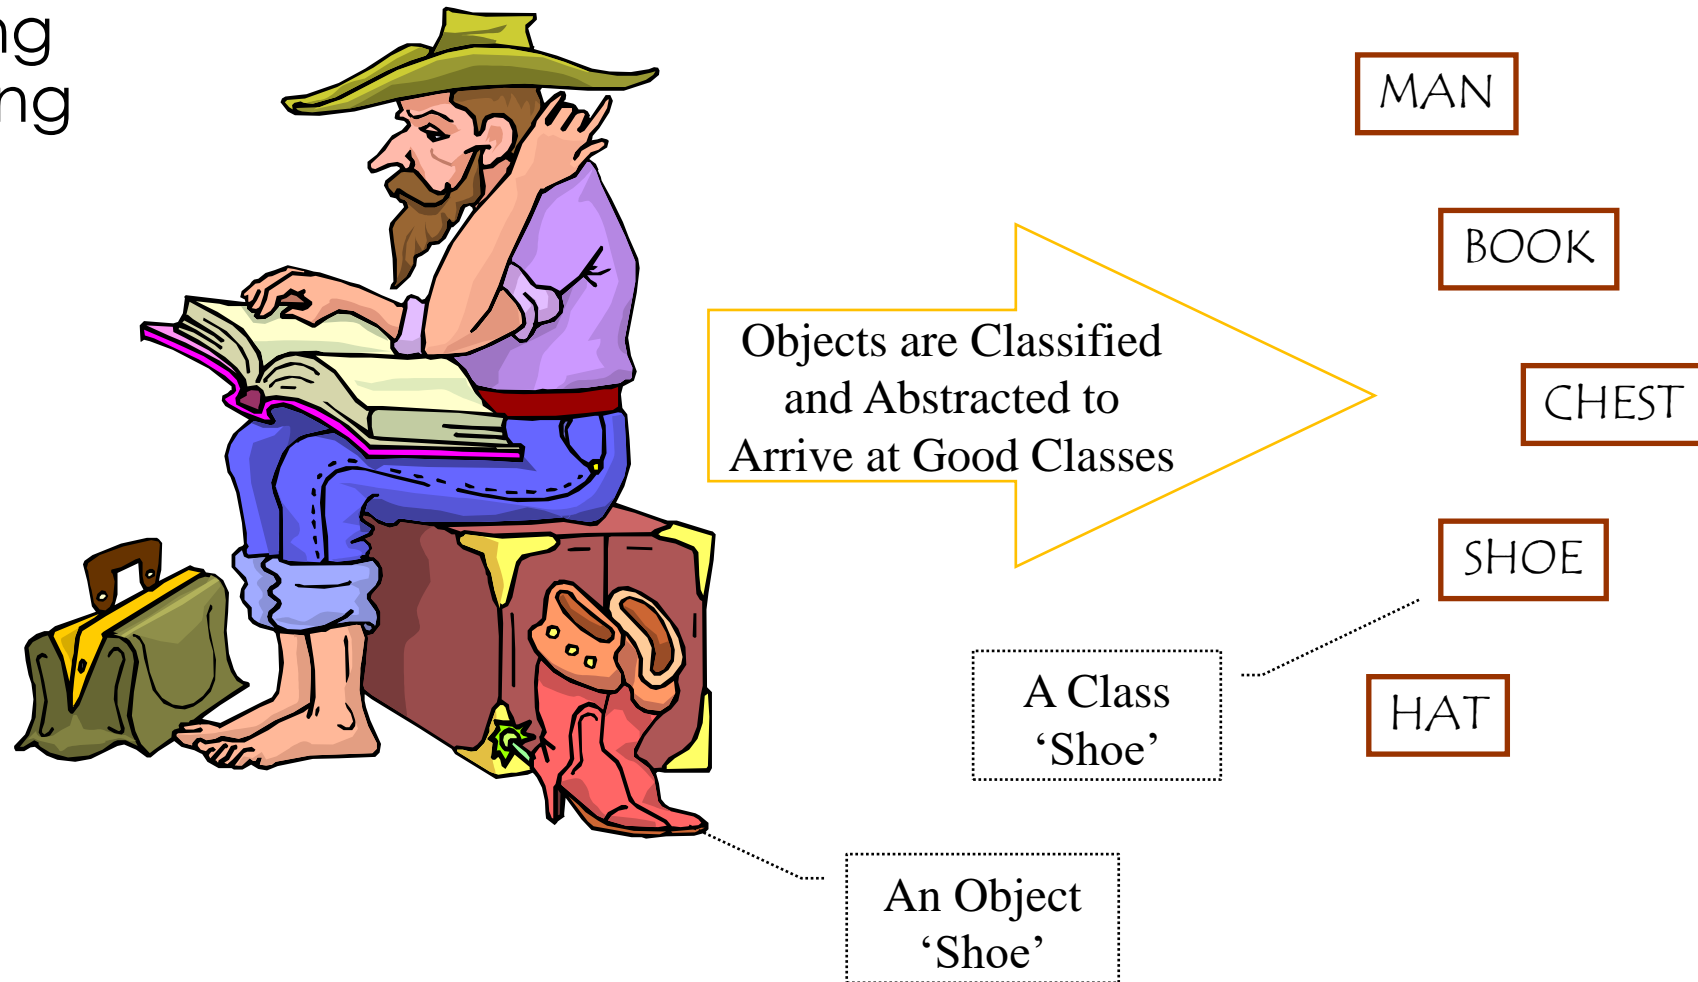 Objects are Classified
and Abstracted to
Arrive at Good Classes
MAN
BOOK
CHEST
SHOE
HAT
A Class
‘Shoe’
An Object
‘Shoe’